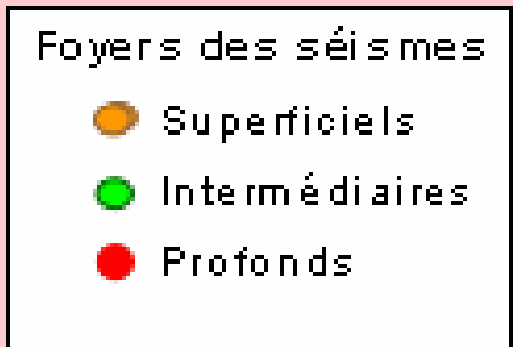 Foyers des séismes
Superficiels
Intermédiaires
Profonds